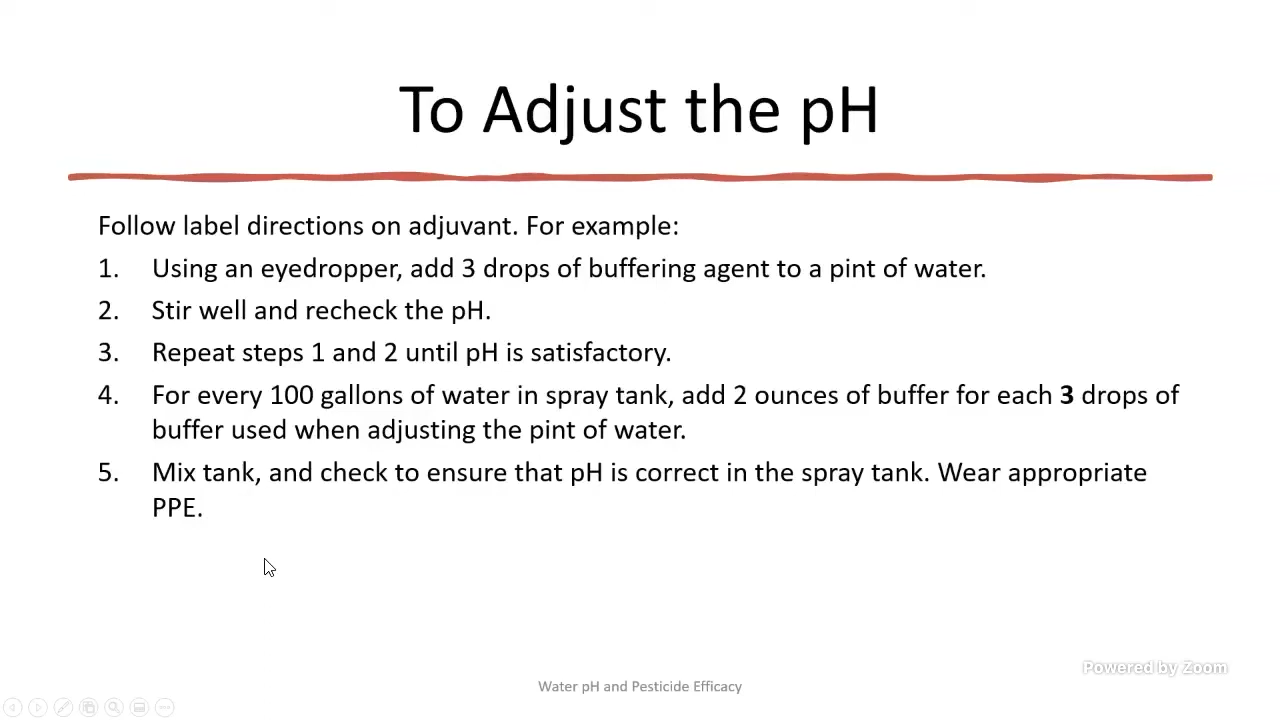 To Adjust the pH
Follow label directions on adjuvant. For example:
1. Using an eyedropper, add 3 drops of buffering agent to a pint of water.
2. Stir well and recheck the pH.
3. Repeat steps 1 and 2 until pH is satisfactory.
4. For every 100 gallons of water in spray tank, add 2 ounces of buffer for each 3 drops of
buffer used when adjusting the pint of water.
5. Mix tank, and check to ensure that pH is correct in the spray tank. Wear appropriate
PPE.
Powered by Zoom
Water pH and Pesticide Efficacy